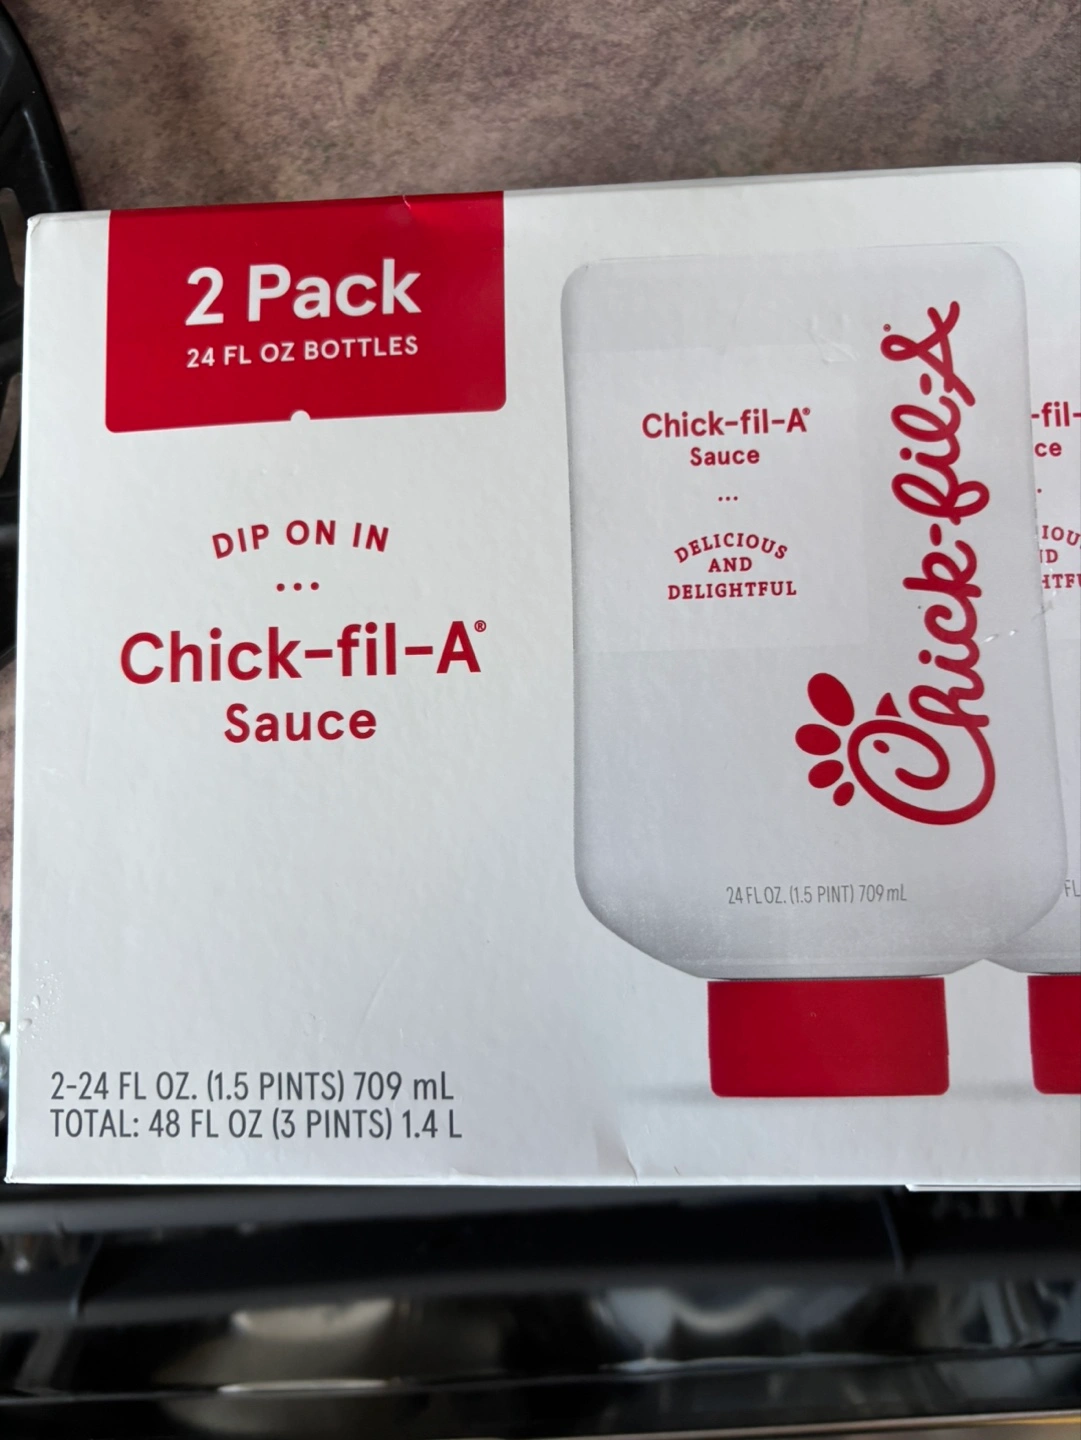 2 Pack
24 FL OZ BOTTLES
DIP ON IN
...
Chick-fil-A®
Sauce
2-24 FL OZ. (1.5 PINTS) 709 mL
TOTAL: 48 FL OZ (3 PINTS) 1.4 L
Chick-fil-A®
Sauce
...
DELICIOUS
AND
DELIGHTFUL
Chick-fil-A®
24 FL OZ. (1.5 PINT) 709 mL